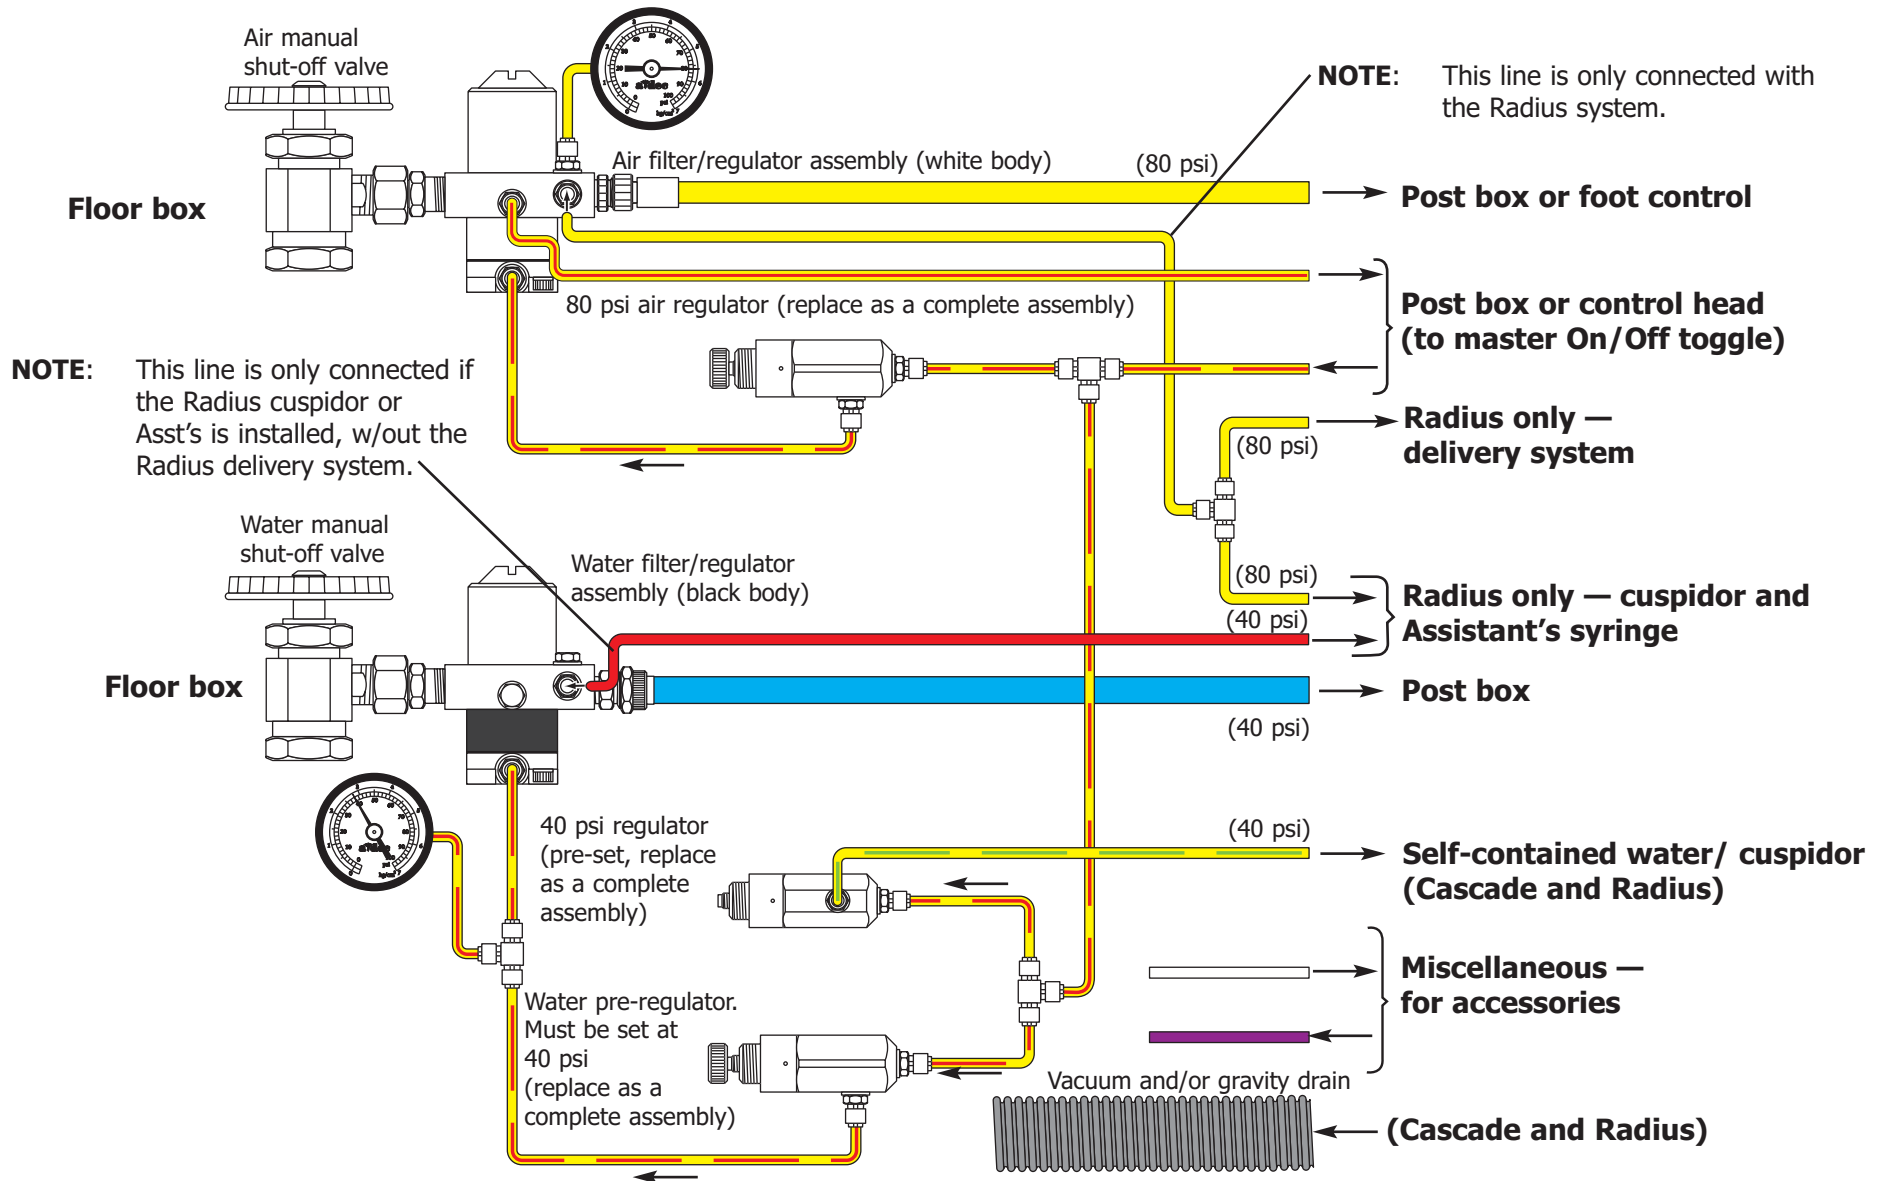 Air manual
shut-off valve
NOTE: This line is only connected with
the Radius system.
Air filter/regulator assembly (white body)
(80 psi)
Floor box
Post box or foot control
80 psi air regulator (replace as a complete assembly)
Post box or control head
(to master On/Off toggle)
NOTE: This line is only connected if
the Radius cuspidor or
Asst's is installed, w/out the
Radius delivery system.
(80 psi)
Radius only —
delivery system
Water manual
shut-off valve
Water filter/regulator
assembly (black body)
(80 psi)
(40 psi)
Radius only — cuspidor and
Assistant's syringe
Floor box
Post box
(40 psi)
40 psi regulator
(pre-set, replace
as a complete
assembly)
(40 psi)
Self-contained water/ cuspidor
(Cascade and Radius)
Miscellaneous —
for accessories
Water pre-regulator.
Must be set at
40 psi
(replace as a
complete assembly)
Vacuum and/or gravity drain
(Cascade and Radius)